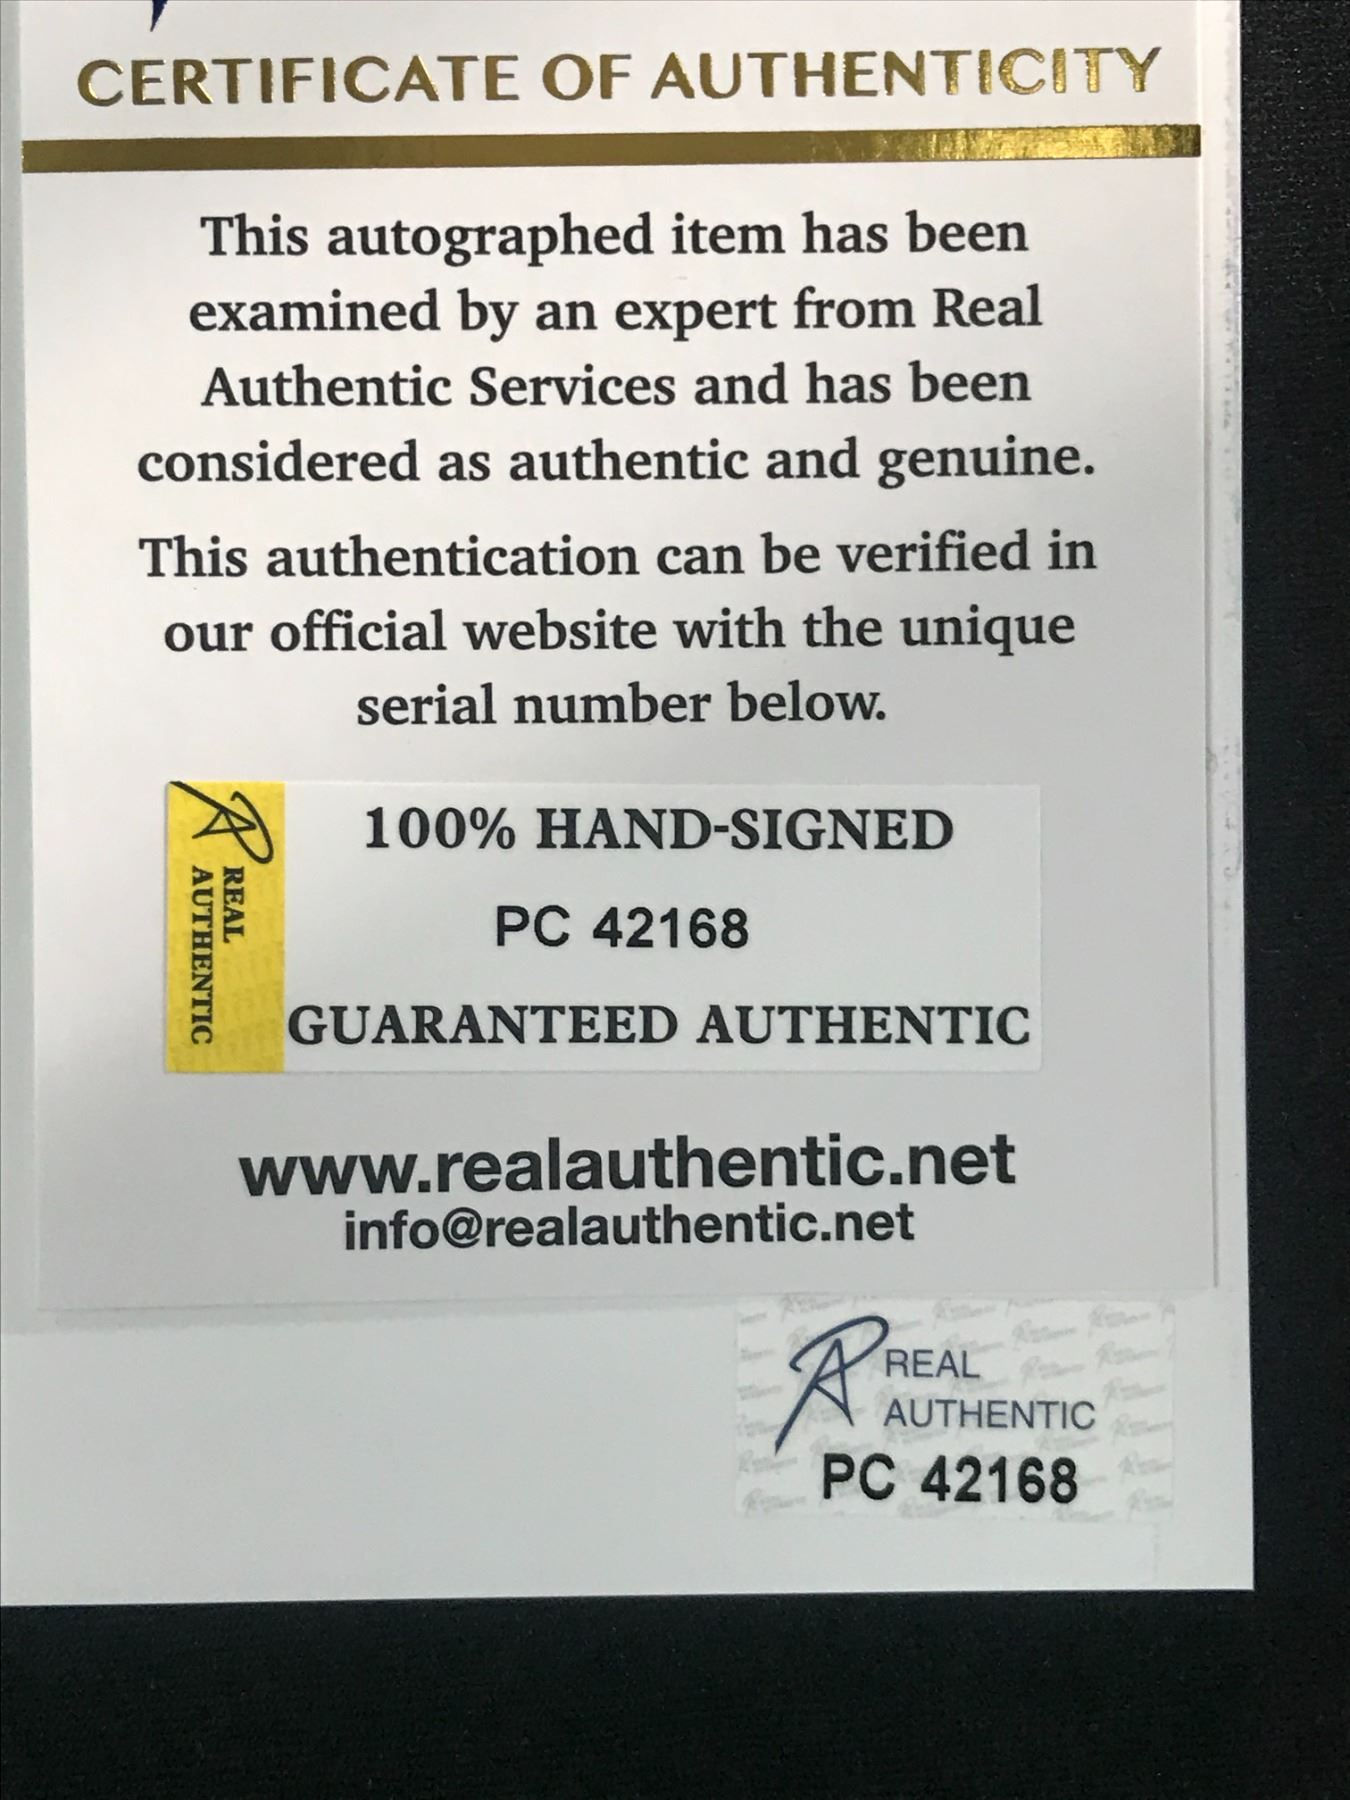 CERTIFICATE OF AUTHENTICITY
This autographed item has been
examined by an expert from Real
Authentic Services and has been
considered as authentic and genuine.
This authentication can be verified in
our official website with the unique
serial number below.
REAL
AUTHENTIC
100% HAND-SIGNED
PC 42168
GUARANTEED AUTHENTIC
www.realauthentic.net
info@realauthentic.net
REAL
AUTHENTIC
PC 42168